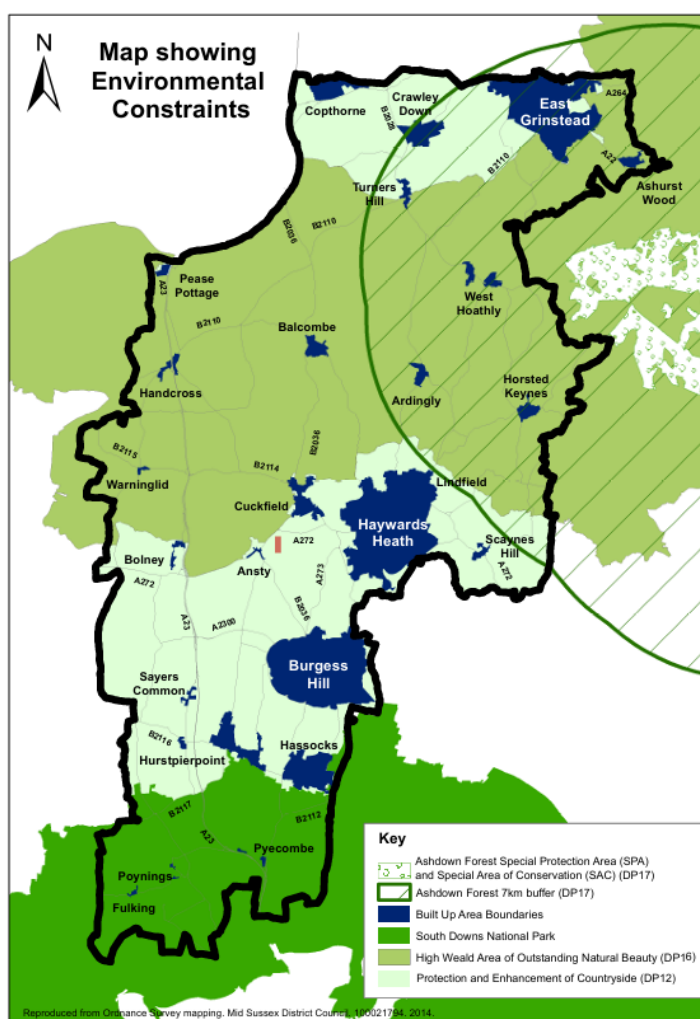 N
Map showing
Environmental
Constraints
Copthorne
Crawley
Down
East
Grinstead
A264
B2028
B2110
A22
Ashurst
Wood
Turners
Hill
B2036
B2110
Pease
Pottage
A23
West
Hoathly
B2110
Balcombe
Handcross
Ardingly
Horsted
Keynes
B2036
B2115
B2114
Warninglid
Cuckfield
Lindfield
Haywards
Heath
A272
Scaynes
Hill
Bolney
Ansty
A272
A273
A272
B2036
A23
A2300
Burgess
Hill
Sayers
Common
B2116
Hurstpierpoint
Hassocks
B2117
B2112
A23
Pyecombe
Poynings
Fulking
Key
Ashdown Forest Special Protection Area (SPA)
and Special Area of Conservation (SAC) (DP17)
Ashdown Forest 7km buffer (DP17)
Built Up Area Boundaries
South Downs National Park
High Weald Area of Outstanding Natural Beauty (DP16)
Protection and Enhancement of Countryside (DP12)
Reproduced from Ordnance Survey mapping. Mid Sussex District Council. 100021794. 2014.